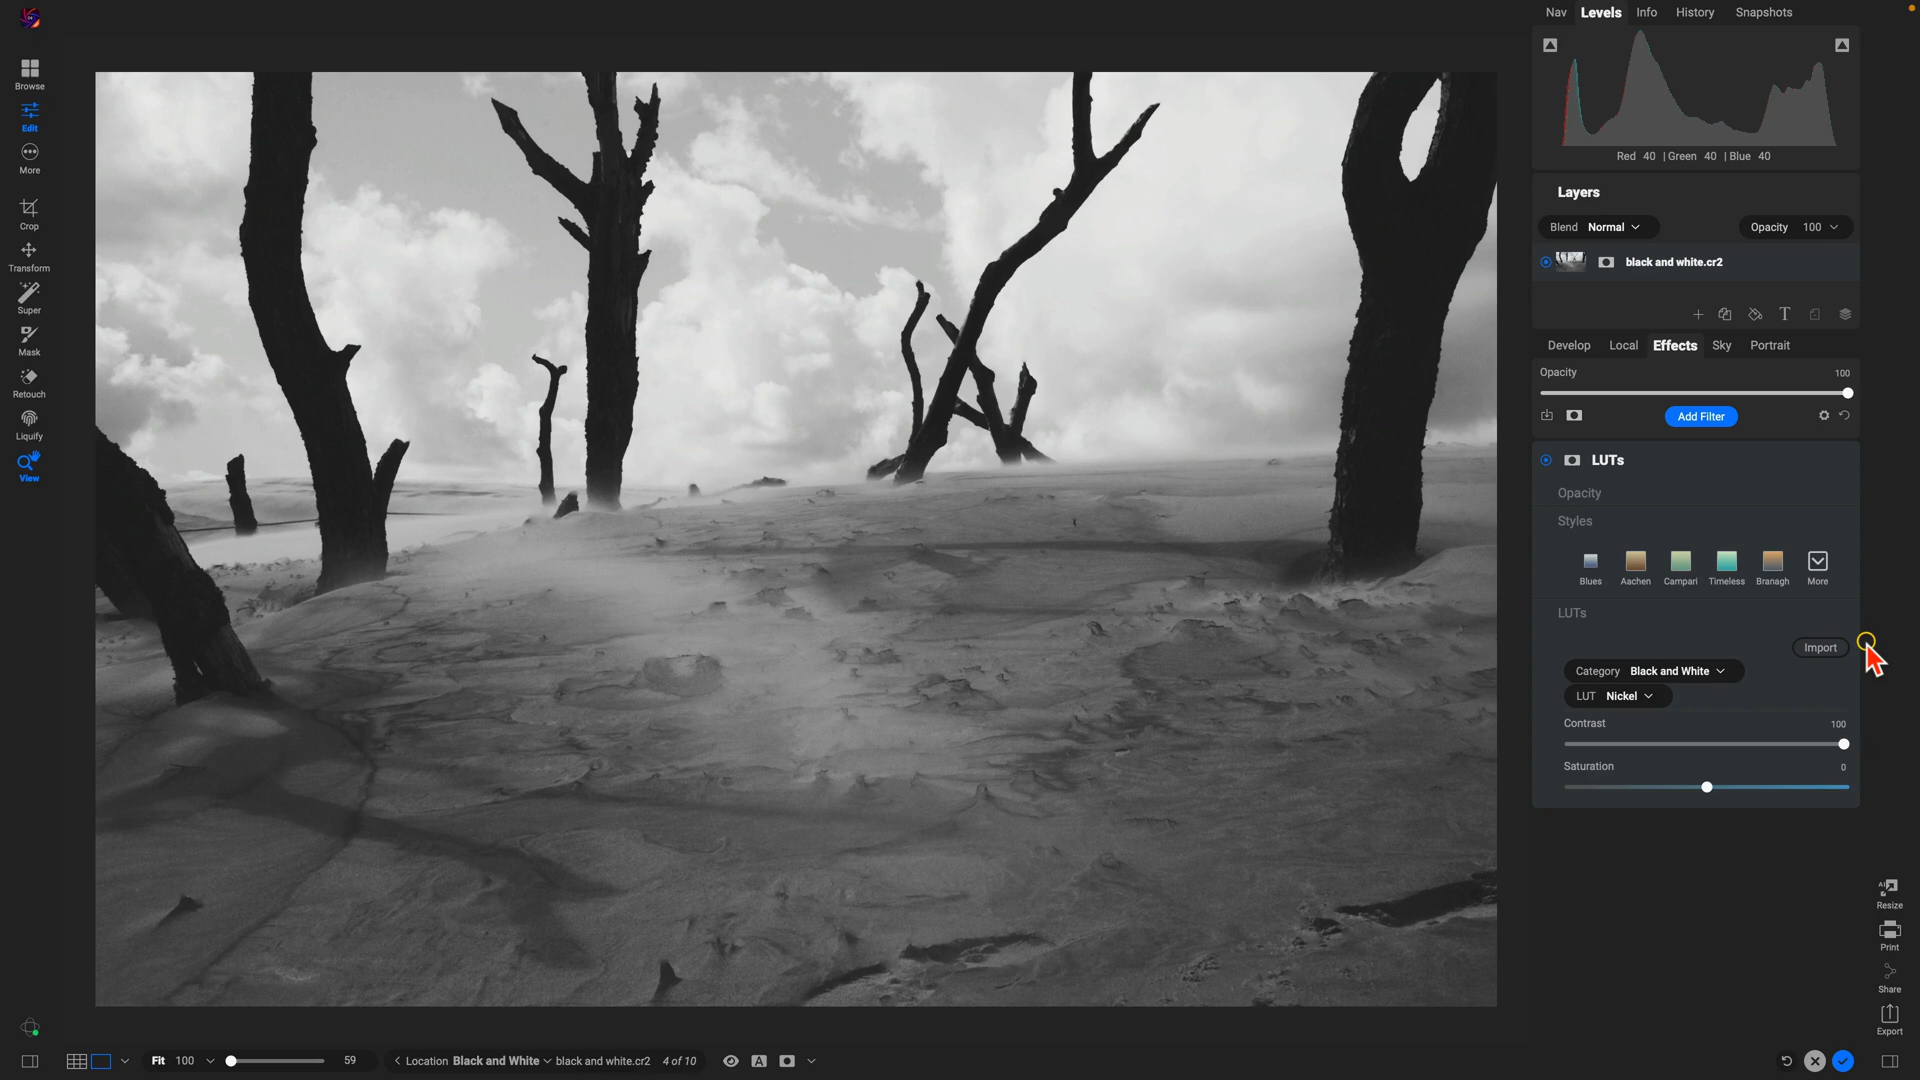 Nav Levels Info History Snapshots
Red 40 | Green 40 | Blue 40
Layers
Blend Normal Opacity 100
black and white.cr2
T
Develop Local Effects Sky Portrait
Opacity 100
Add Filter
LUTs
Opacity
Styles
Blues Aachen Campari Timeless Branagh More
LUTs
Import
Category Black and White
LUT Nickel
Contrast 100
Saturation 0
Browse
Edit
More
Crop
Transform
Super
Mask
Retouch
Liquify
View
AI
Resize
Print
Share
Export
Fit 100 59 Location Black and White black and white.cr2 4 of 10 A